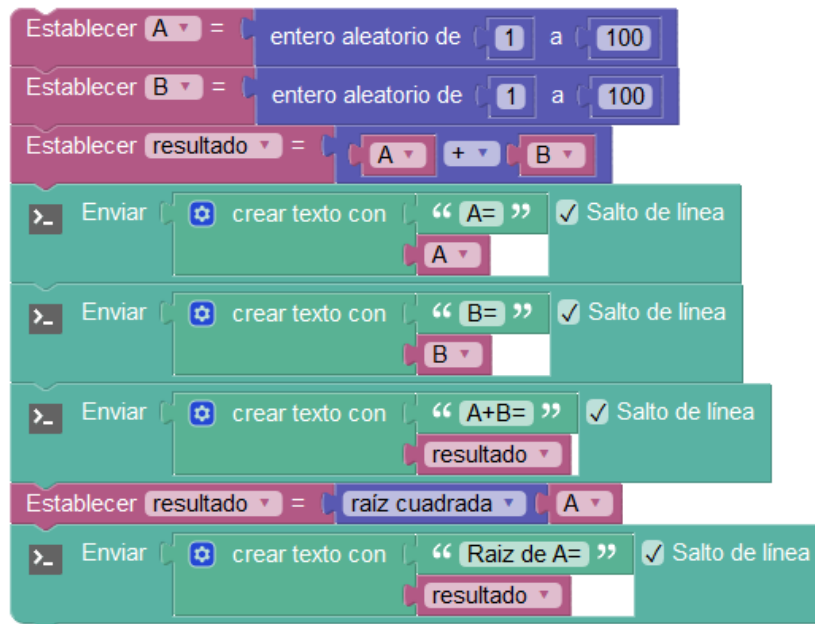 Establecer A = entero aleatorio de 1 a 100
Establecer B = entero aleatorio de 1 a 100
Establecer resultado = A + B
Enviar crear texto con “ A= ” Salto de línea
A
Enviar crear texto con “ B= ” Salto de línea
B
Enviar crear texto con “ A+B= ” Salto de línea
resultado
Establecer resultado = raíz cuadrada A
Enviar crear texto con “ Raiz de A= ” Salto de línea
resultado